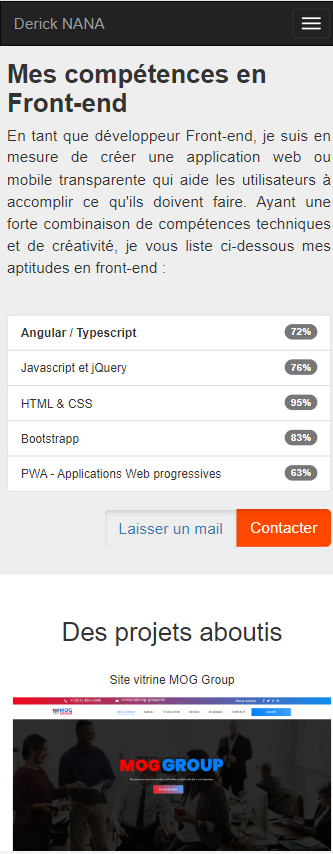 Derick NANA
Mes compétences en
Front-end
En tant que développeur Front-end, je suis en
mesure de créer une application web ou
mobile transparente qui aide les utilisateurs à
accomplir ce qu'ils doivent faire. Ayant une
forte combinaison de compétences techniques
et de créativité, je vous liste ci-dessous mes
aptitudes en front-end :
Angular / Typescript 72%
Javascript et jQuery 76%
HTML & CSS 95%
Bootstrapp 83%
PWA - Applications Web progressives 63%
Laisser un mail Contacter
Des projets aboutis
Site vitrine MOG Group
MOG GROUP